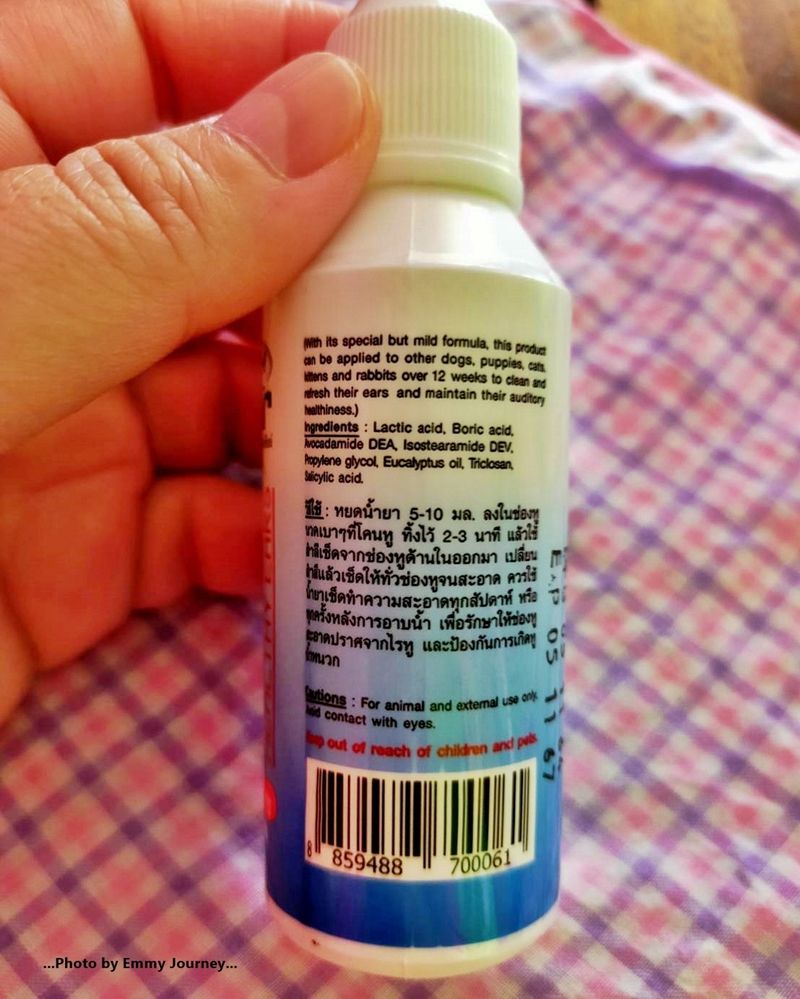 (With its special but mild formula, this product
can be applied to other dogs, puppies, cats,
kittens and rabbits over 12 weeks to clean and
refresh their ears and maintain their auditory
healthiness.)
Ingredients : Lactic acid, Boric acid,
Avocadamide DEA, Isostearamide DEV,
Propylene glycol, Eucalyptus oil, Triclosan,
Salicylic acid.
วิธีใช้ : หยดน้ำยา 5-10 มล. ลงในช่องหู
นวดเบาๆที่โคนหู ทิ้งไว้ 2-3 นาที แล้วใช้
สำลีเช็ดจากช่องหูด้านในออกมา เปลี่ยน
สำลีแล้วเช็ดให้ทั่วช่องหูจนสะอาด ควรใช้
น้ำยาเช็ดทำความสะอาดทุกสัปดาห์ หรือ
ทุกครั้งหลังการอาบน้ำ เพื่อรักษาให้ช่องหู
สะอาดปราศจากไรหู และป้องกันการเกิดหู
น้ำหนวก
Cautions : For animal and external use only.
Avoid contact with eyes.
Keep out of reach of children and pets.
8 859488 700061
Exp 05 11 67
...Photo by Emmy Journey...